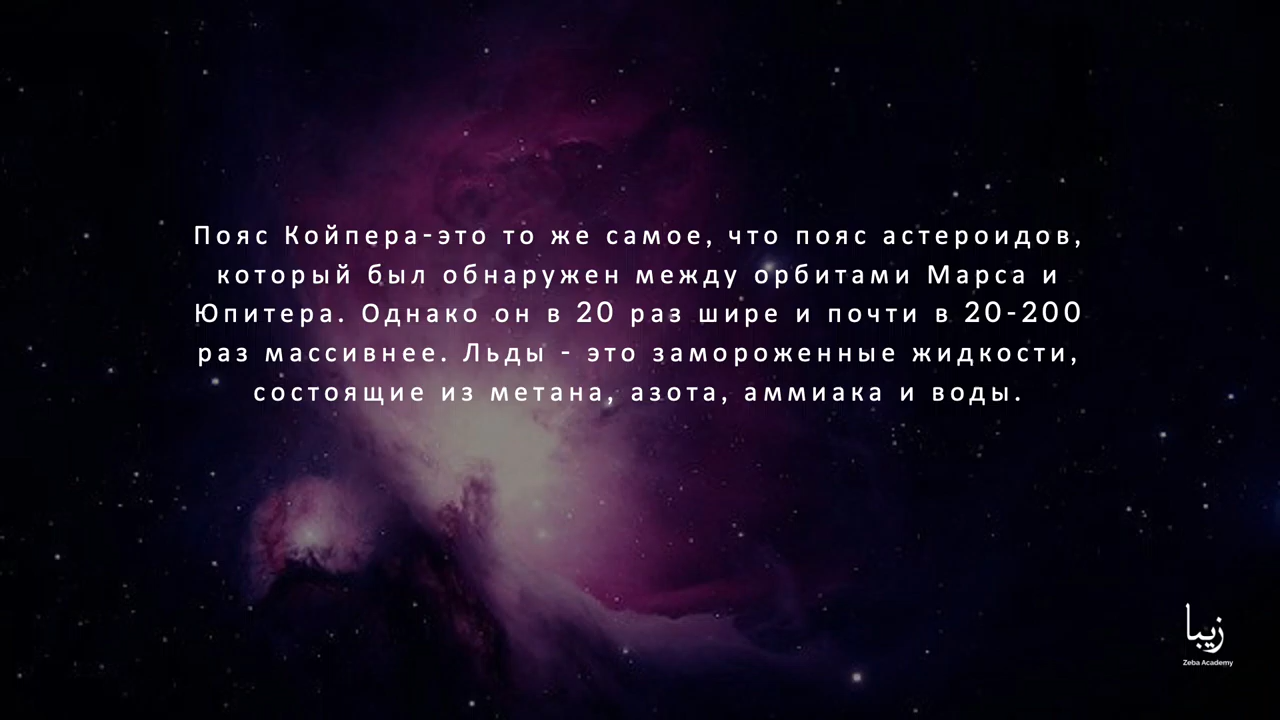 Пояс Койпера-это то же самое, что пояс астероидов,
который был обнаружен между орбитами Марса и
Юпитера. Однако он в 20 раз шире и почти в 20-200
раз массивнее. Льды - это замороженные жидкости,
состоящие из метана, азота, аммиака и воды.
زيبا
Zeba Academy